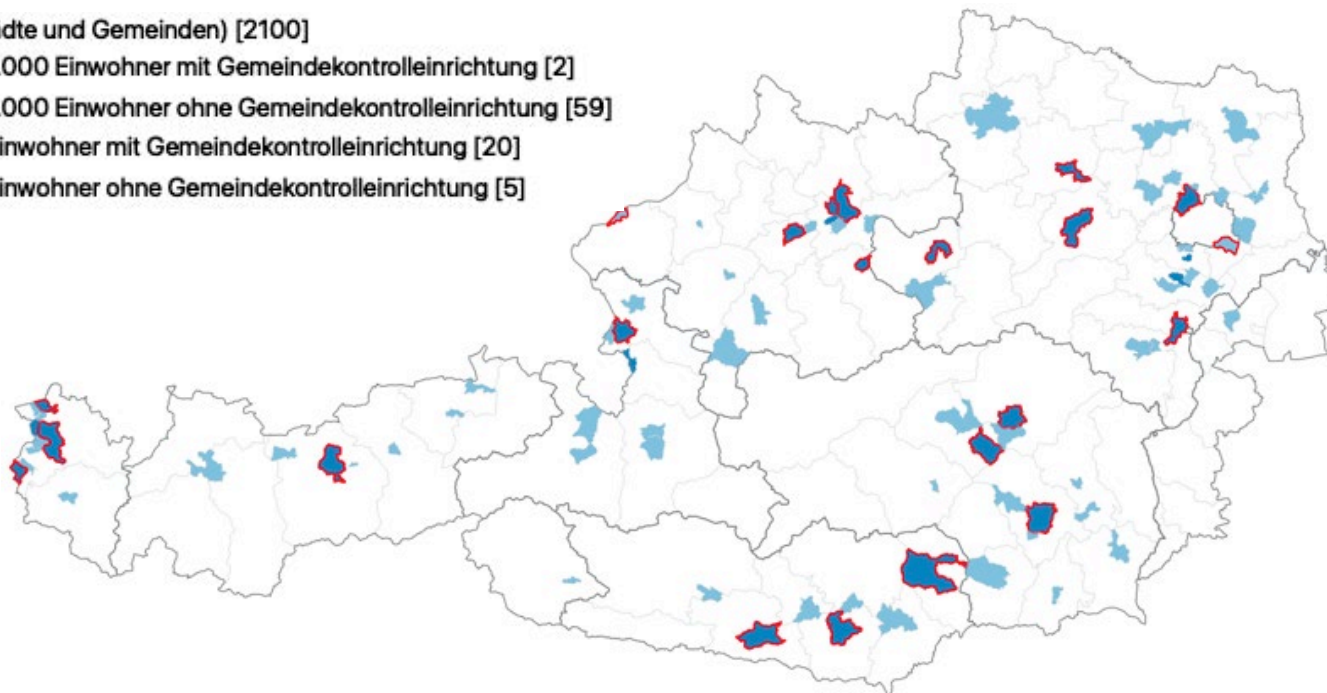 dte und Gemeinden) [2100]
.000 Einwohner mit Gemeindekontrolleinrichtung [2]
.000 Einwohner ohne Gemeindekontrolleinrichtung [59]
inwohner mit Gemeindekontrolleinrichtung [20]
inwohner ohne Gemeindekontrolleinrichtung [5]